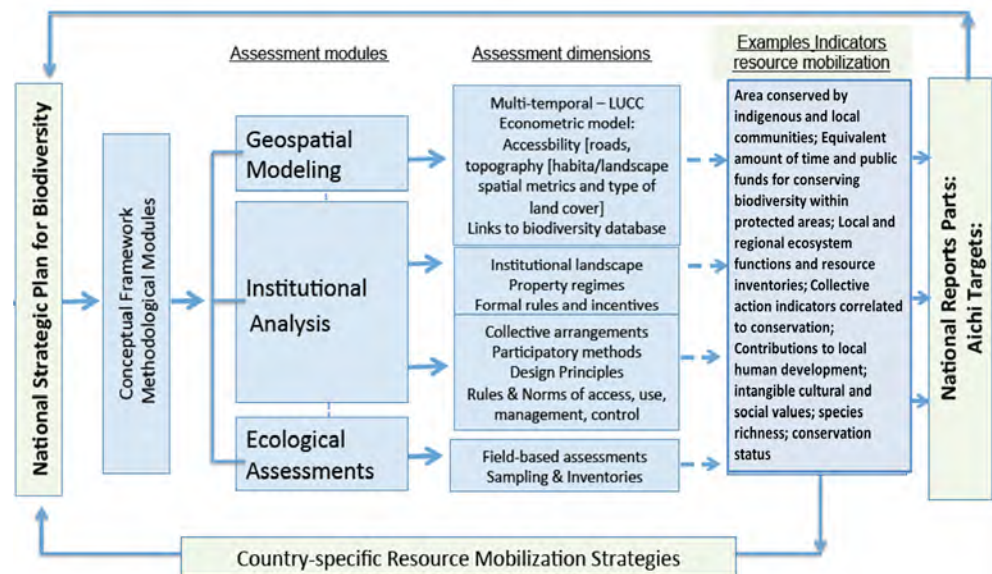 Assessment modules
Assessment dimensions
Examples Indicators
resource mobilization
National Strategic Plan for Biodiversity
Conceptual Framework
Methodological Modules
Geospatial
Modeling
Institutional
Analysis
Ecological
Assessments
Multi-temporal – LUCC
Econometric model:
Accessbility [roads,
topography [habita/landscape
spatial metrics and type of
land cover]
Links to biodiversity database
Institutional landscape
Property regimes
Formal rules and incentives
Collective arrangements
Participatory methods
Design Principles
Rules & Norms of access, use,
management, control
Field-based assessments
Sampling & Inventories
Area conserved by
indigenous and local
communities; Equivalent
amount of time and public
funds for conserving
biodiversity within
protected areas; Local and
regional ecosystem
functions and resource
inventories; Collective
action indicators correlated
to conservation;
Contributions to local
human development;
intangible cultural and
social values; species
richness; conservation
status
National Reports Parts:
Aichi Targets:
Country-specific Resource Mobilization Strategies